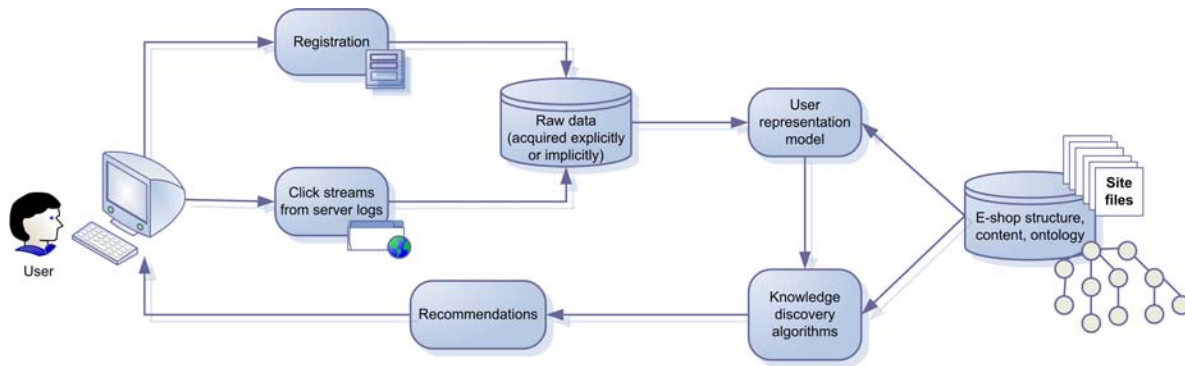 Registration
Raw data
(acquired explicitly
or implicitly)
User
representation
model
Site
files
Click streams
from server logs
E-shop structure,
content, ontology
User
Recommendations
Knowledge
discovery
algorithms